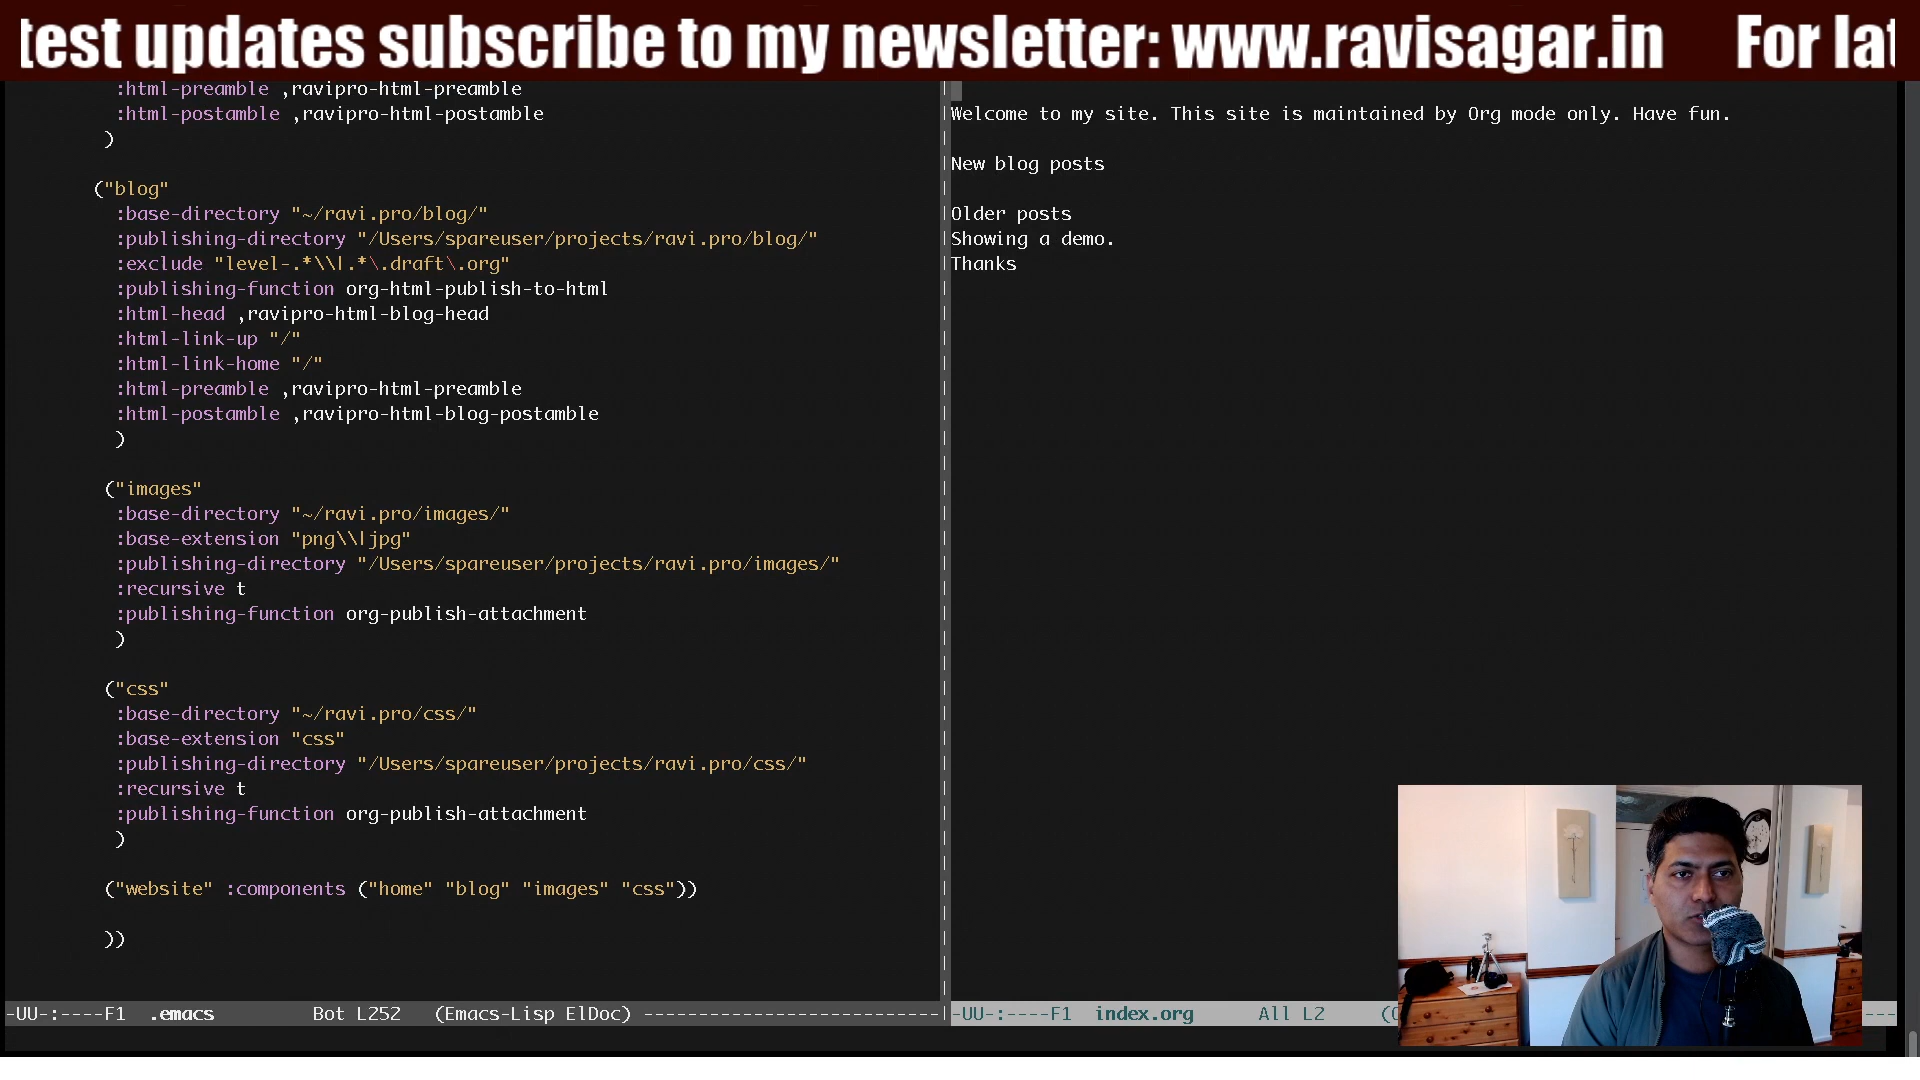 test updates subscribe to my newsletter: www.ravisagar.in For lat
:html-preamble ,ravipro-html-preamble
:html-postamble ,ravipro-html-postamble
)
("blog"
:base-directory "~/ravi.pro/blog/"
:publishing-directory "/Users/spareuser/projects/ravi.pro/blog/"
:exclude "level-.*\\|.*\.draft\.org"
:publishing-function org-html-publish-to-html
:html-head ,ravipro-html-blog-head
:html-link-up "/"
:html-link-home "/"
:html-preamble ,ravipro-html-preamble
:html-postamble ,ravipro-html-blog-postamble
)
("images"
:base-directory "~/ravi.pro/images/"
:base-extension "png\\|jpg"
:publishing-directory "/Users/spareuser/projects/ravi.pro/images/"
:recursive t
:publishing-function org-publish-attachment
)
("css"
:base-directory "~/ravi.pro/css/"
:base-extension "css"
:publishing-directory "/Users/spareuser/projects/ravi.pro/css/"
:recursive t
:publishing-function org-publish-attachment
)
("website" :components ("home" "blog" "images" "css"))
))
-UU-:----F1 .emacs Bot L252 (Emacs-Lisp ElDoc) ---------------------------
Welcome to my site. This site is maintained by Org mode only. Have fun.
New blog posts
Older posts
Showing a demo.
Thanks
-UU-:----F1 index.org All L2 (O ---